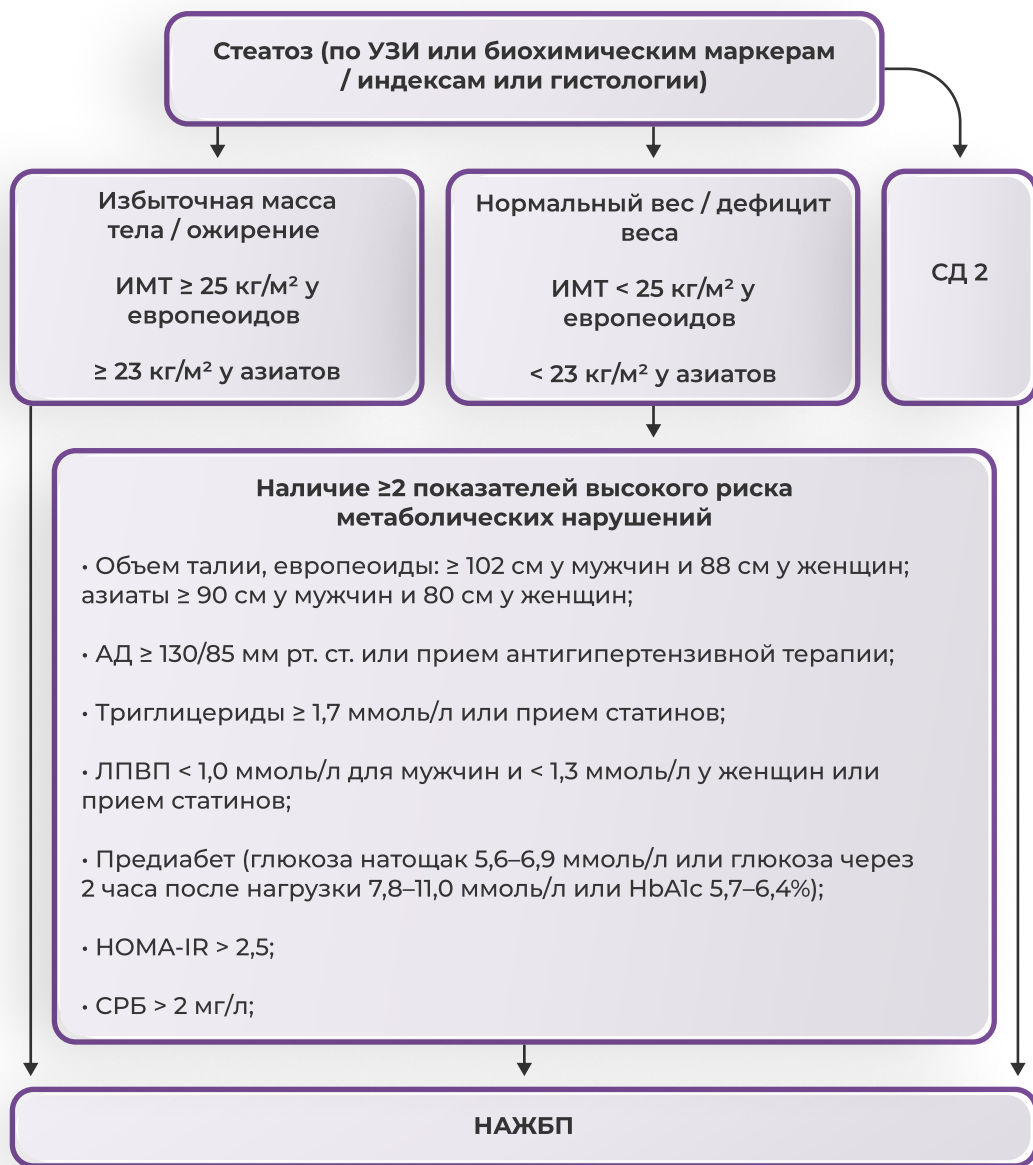 Стеатоз (по УЗИ или биохимическим маркерам
/ индексам или гистологии)
Избыточная масса
тела / ожирение
ИМТ ≥ 25 кг/м² у
европеоидов
≥ 23 кг/м² у азиатов
Нормальный вес / дефицит
веса
ИМТ < 25 кг/м² у
европеоидов
< 23 кг/м² у азиатов
СД 2
Наличие ≥2 показателей высокого риска
метаболических нарушений
• Объем талии, европеоиды: ≥ 102 см у мужчин и 88 см у женщин;
азиаты ≥ 90 см у мужчин и 80 см у женщин;
• АД ≥ 130/85 мм рт. ст. или прием антигипертензивной терапии;
• Триглицериды ≥ 1,7 ммоль/л или прием статинов;
• ЛПВП < 1,0 ммоль/л для мужчин и < 1,3 ммоль/л у женщин или
прием статинов;
• Предиабет (глюкоза натощак 5,6–6,9 ммоль/л или глюкоза через
2 часа после нагрузки 7,8–11,0 ммоль/л или HbA1c 5,7–6,4%);
• HOMA-IR > 2,5;
• СРБ > 2 мг/л;
НАЖБП